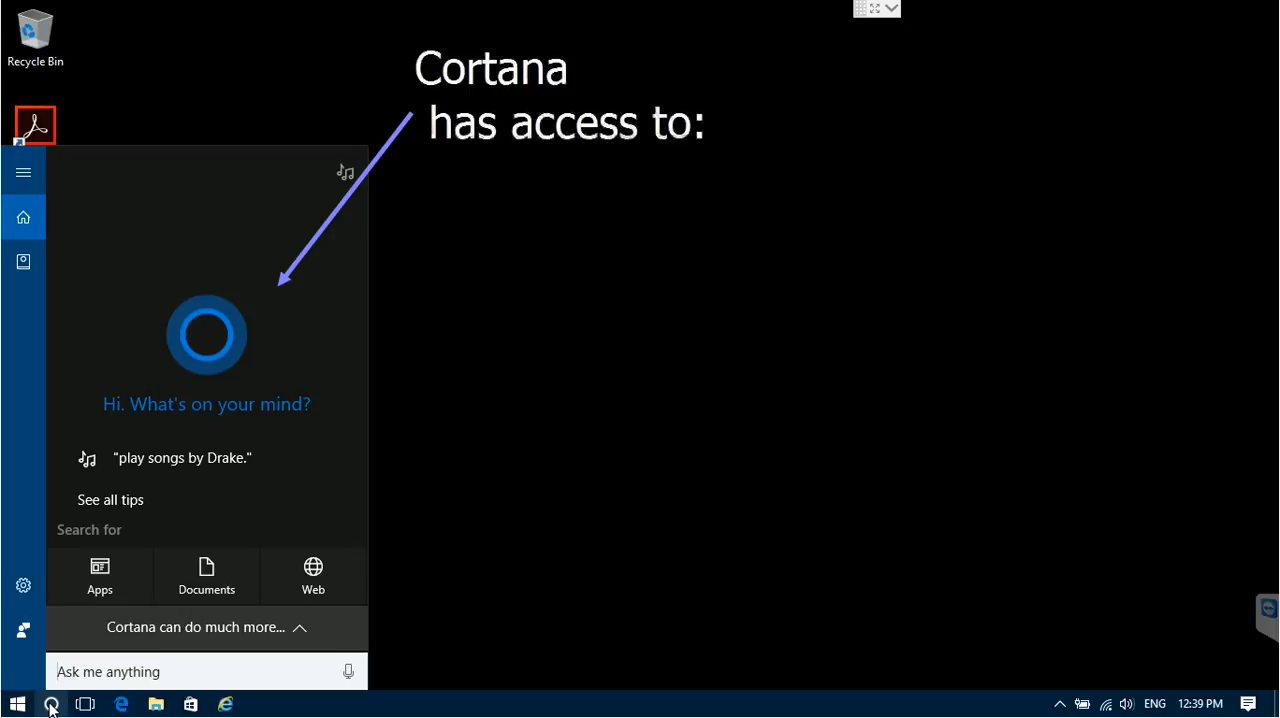 Recycle Bin
Cortana
has access to:
Hi. What's on your mind?
"play songs by Drake."
See all tips
Search for
Apps
Documents
Web
Cortana can do much more...
Ask me anything
ENG
12:39 PM